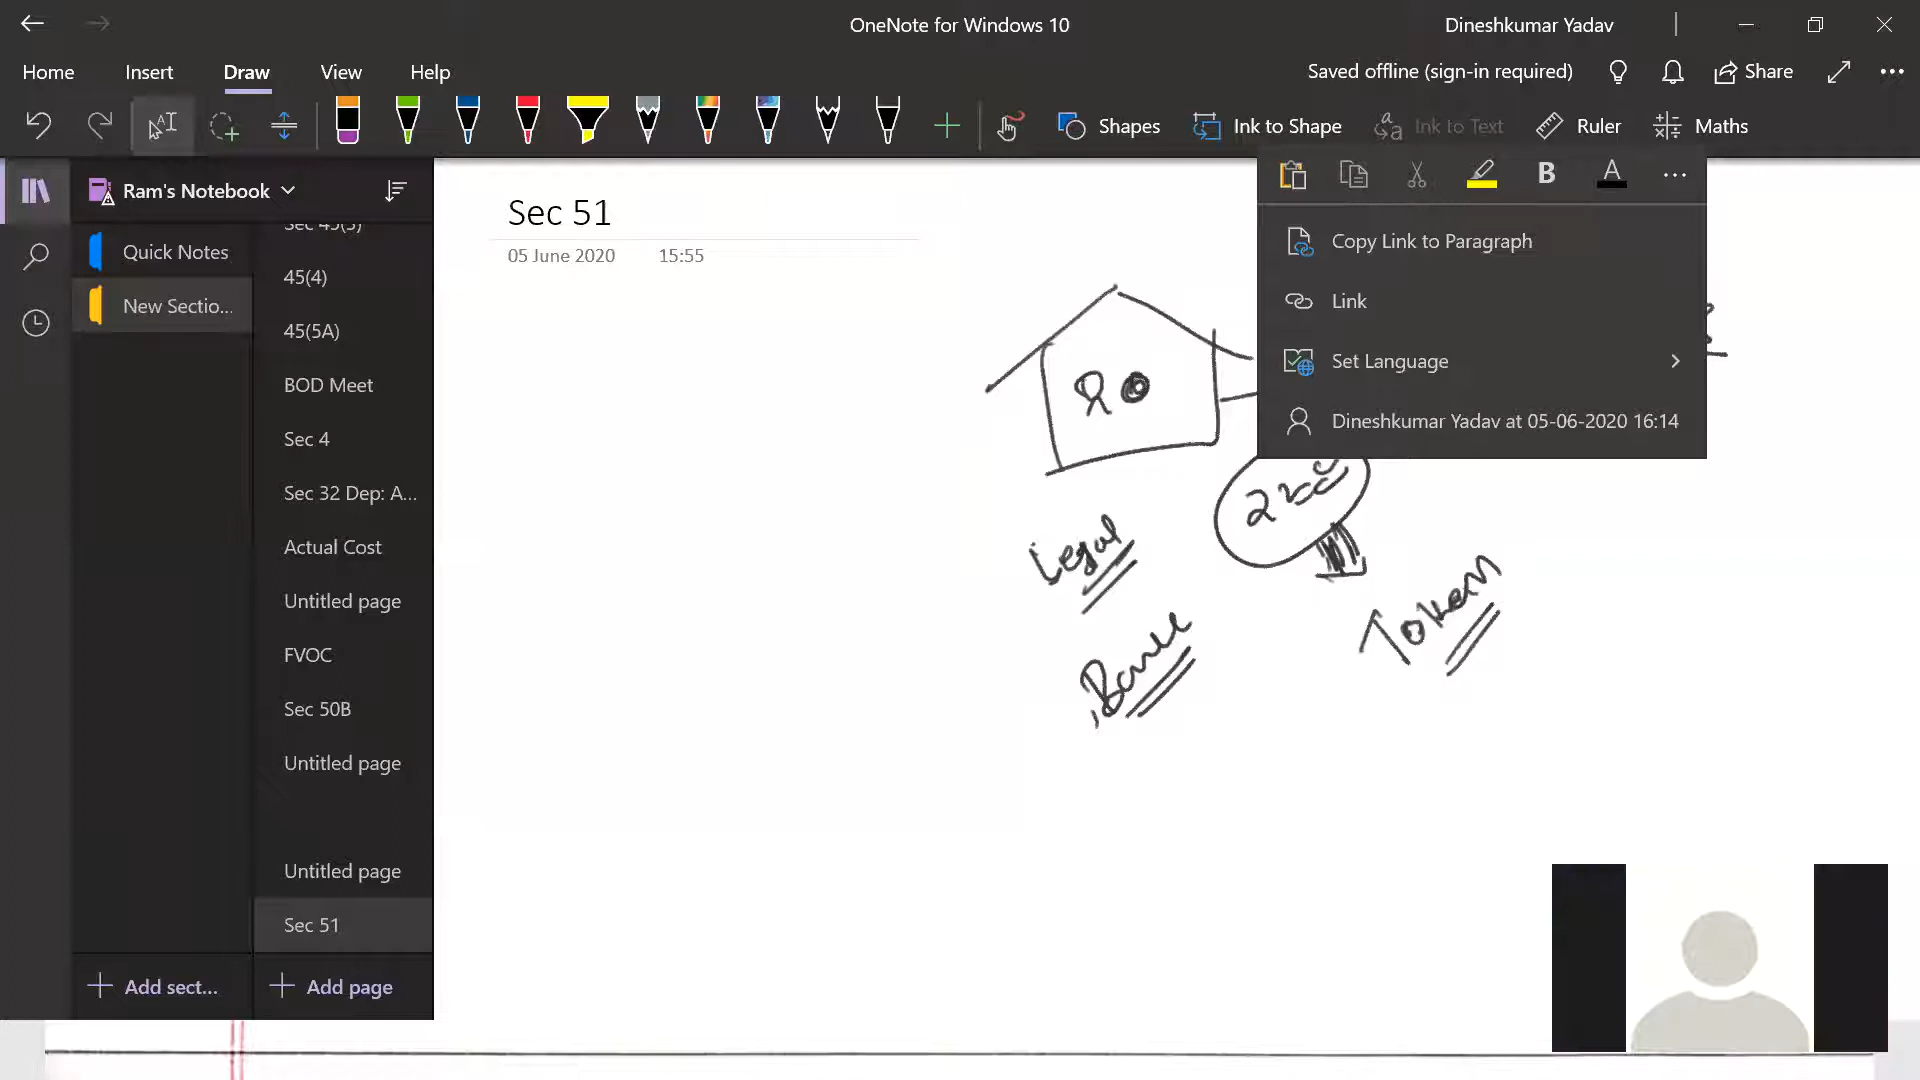 OneNote for Windows 10
Dineshkumar Yadav
Home Insert Draw View Help
Saved offline (sign-in required)
Share
Shapes
Ink to Shape
Ink to Text
Ruler
Maths
Ram's Notebook
Quick Notes
New Sectio...
Sec 45(5)
45(4)
45(5A)
BOD Meet
Sec 4
Sec 32 Dep: A...
Actual Cost
Untitled page
FVOC
Sec 50B
Untitled page
Untitled page
Sec 51
Add sect...
Add page
Sec 51
05 June 2020 15:55
B A
Copy Link to Paragraph
Link
Set Language
Dineshkumar Yadav at 05-06-2020 16:14
Legal
Bank
Token